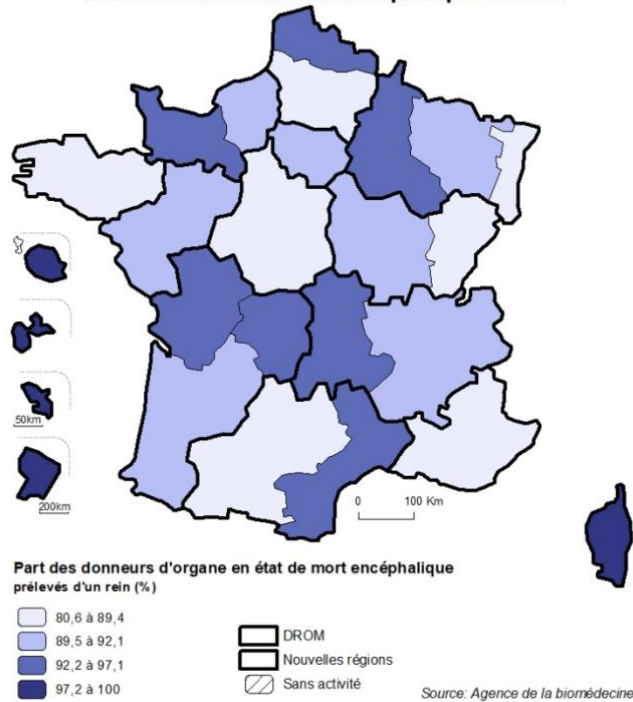 50km
200km
0 100 Km
Part des donneurs d'organe en état de mort encéphalique
prélevés d'un rein (%)
80,6 à 89,4
89,5 à 92,1
92,2 à 97,1
97,2 à 100
DROM
Nouvelles régions
Sans activité
Source: Agence de la biomédecine